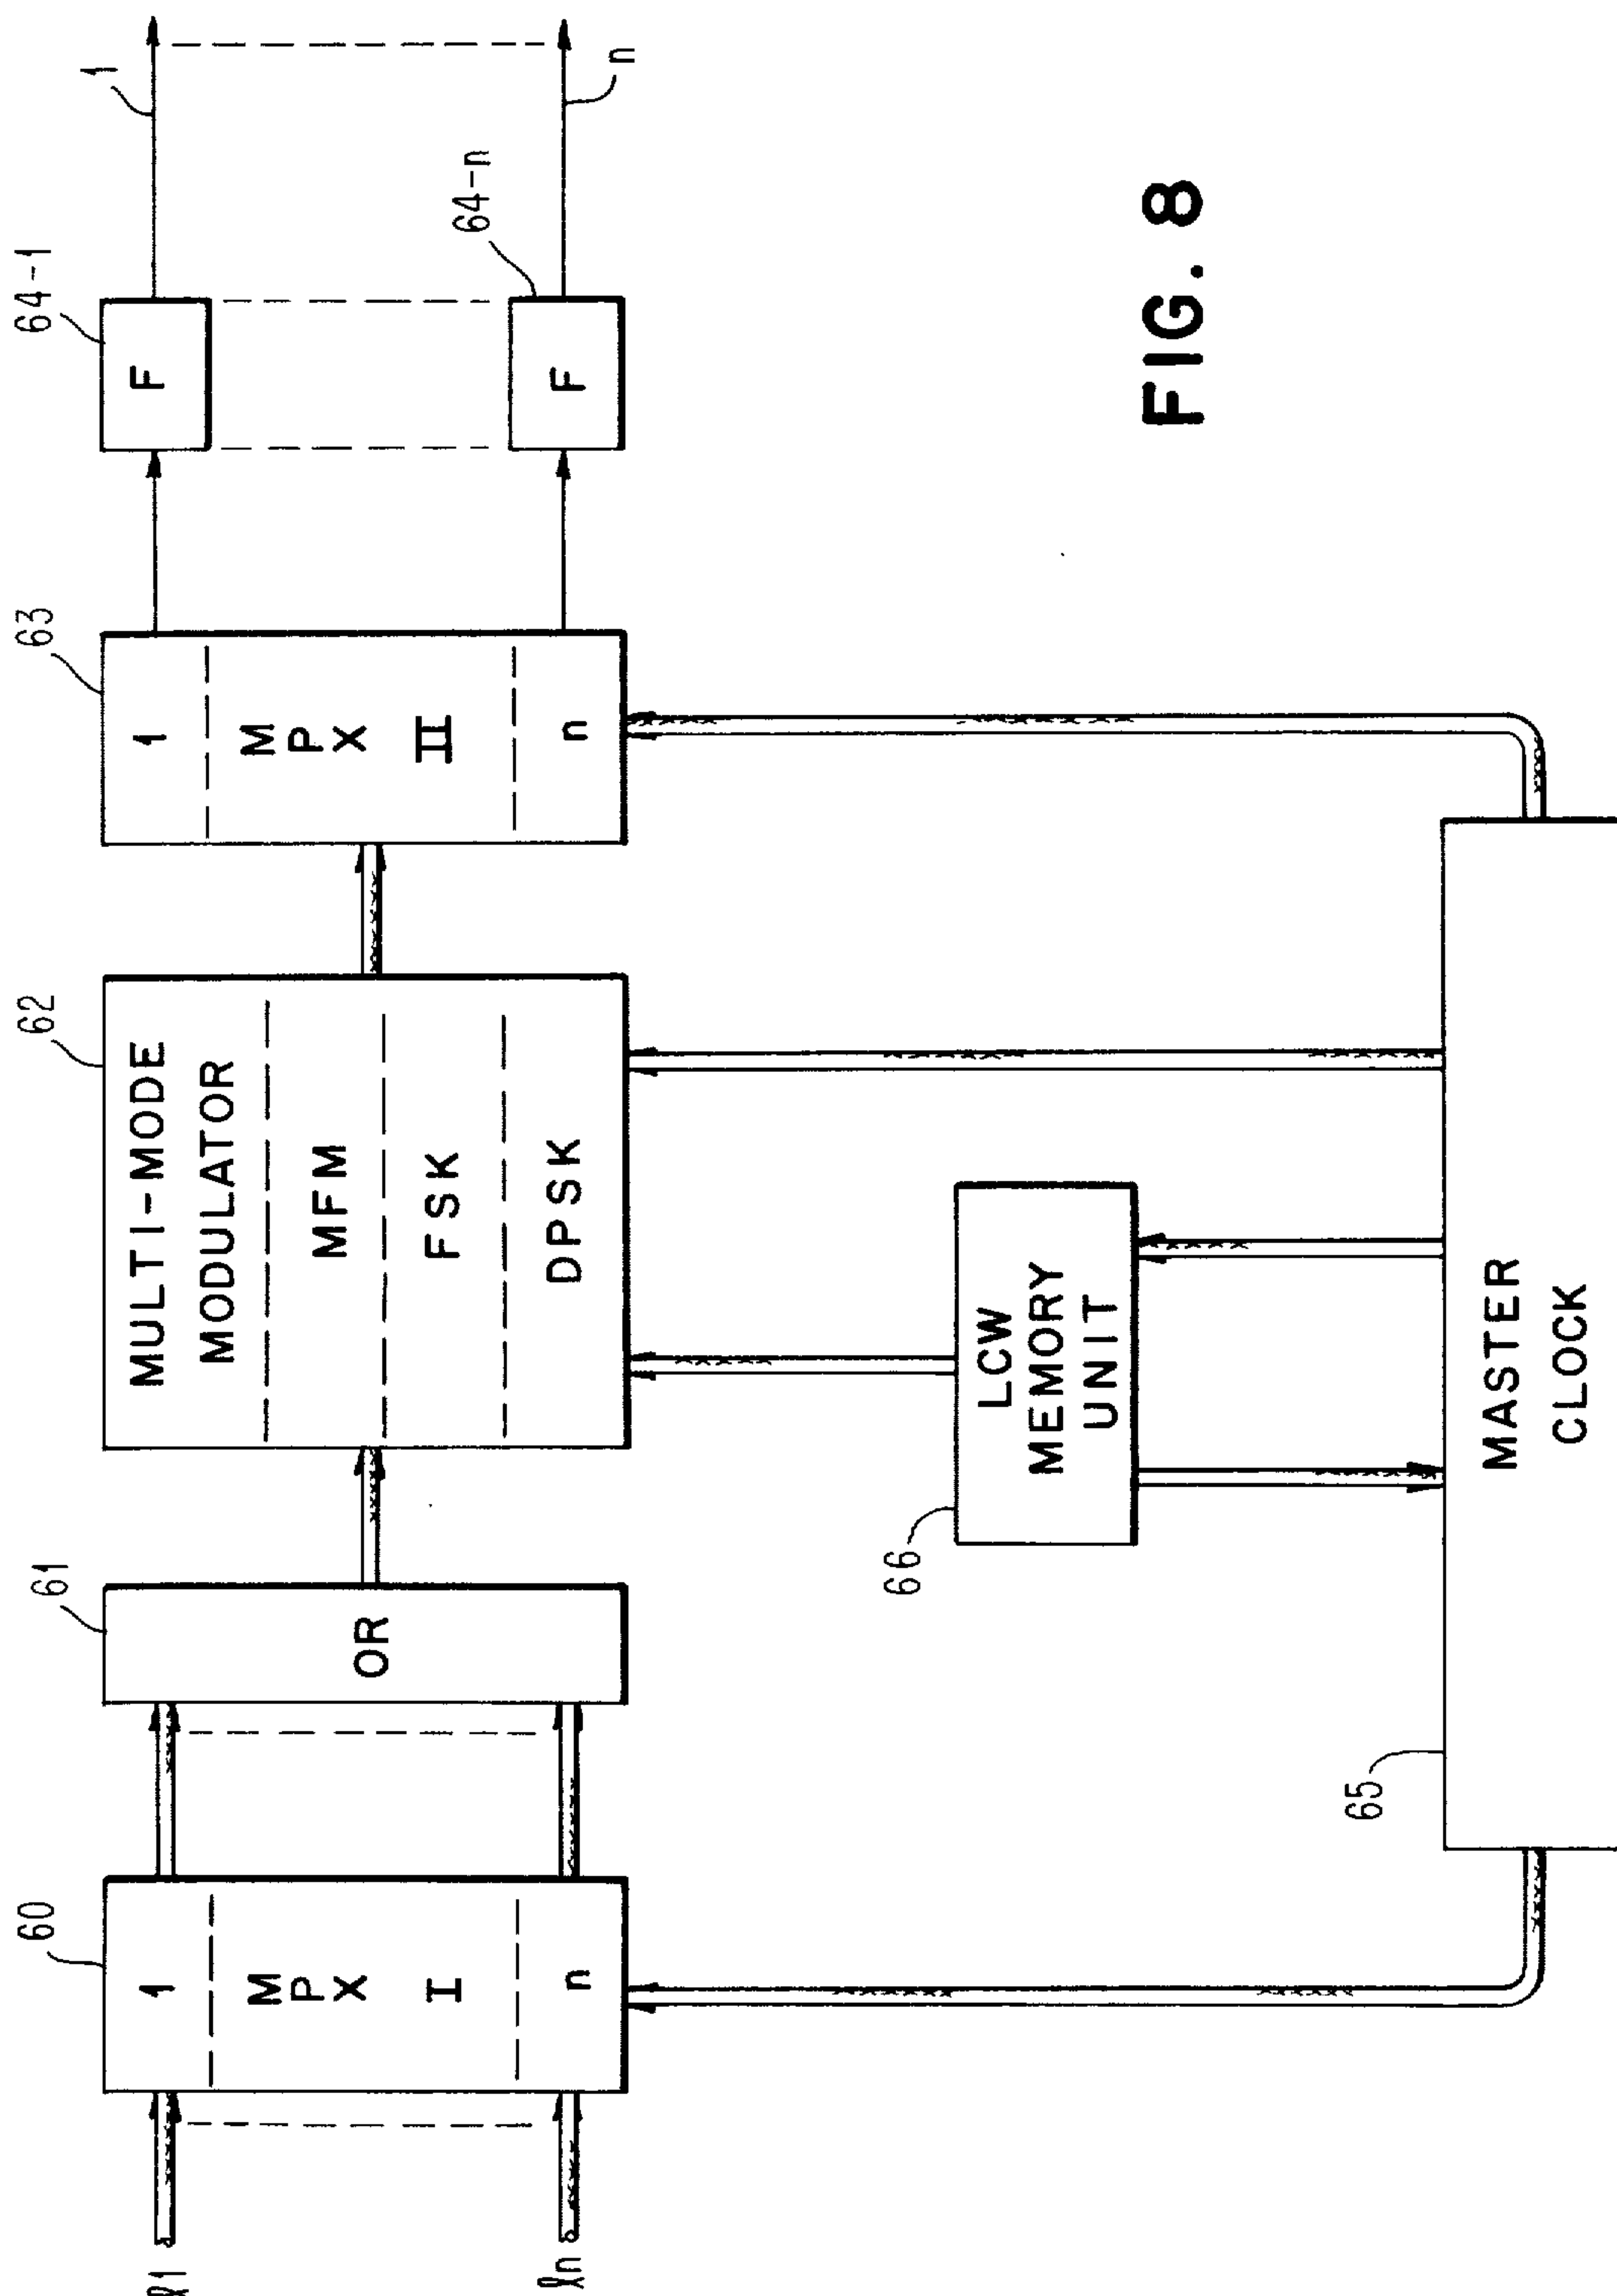 ℓ1
ℓn
60
1
MPX I
n
61
OR
62
MULTI-MODE
MODULATOR
MFM
FSK
DPSK
63
1
MPX II
n
64-1
F
64-n
F
1
n
66
LCW
MEMORY
UNIT
65
MASTER
CLOCK
FIG. 8